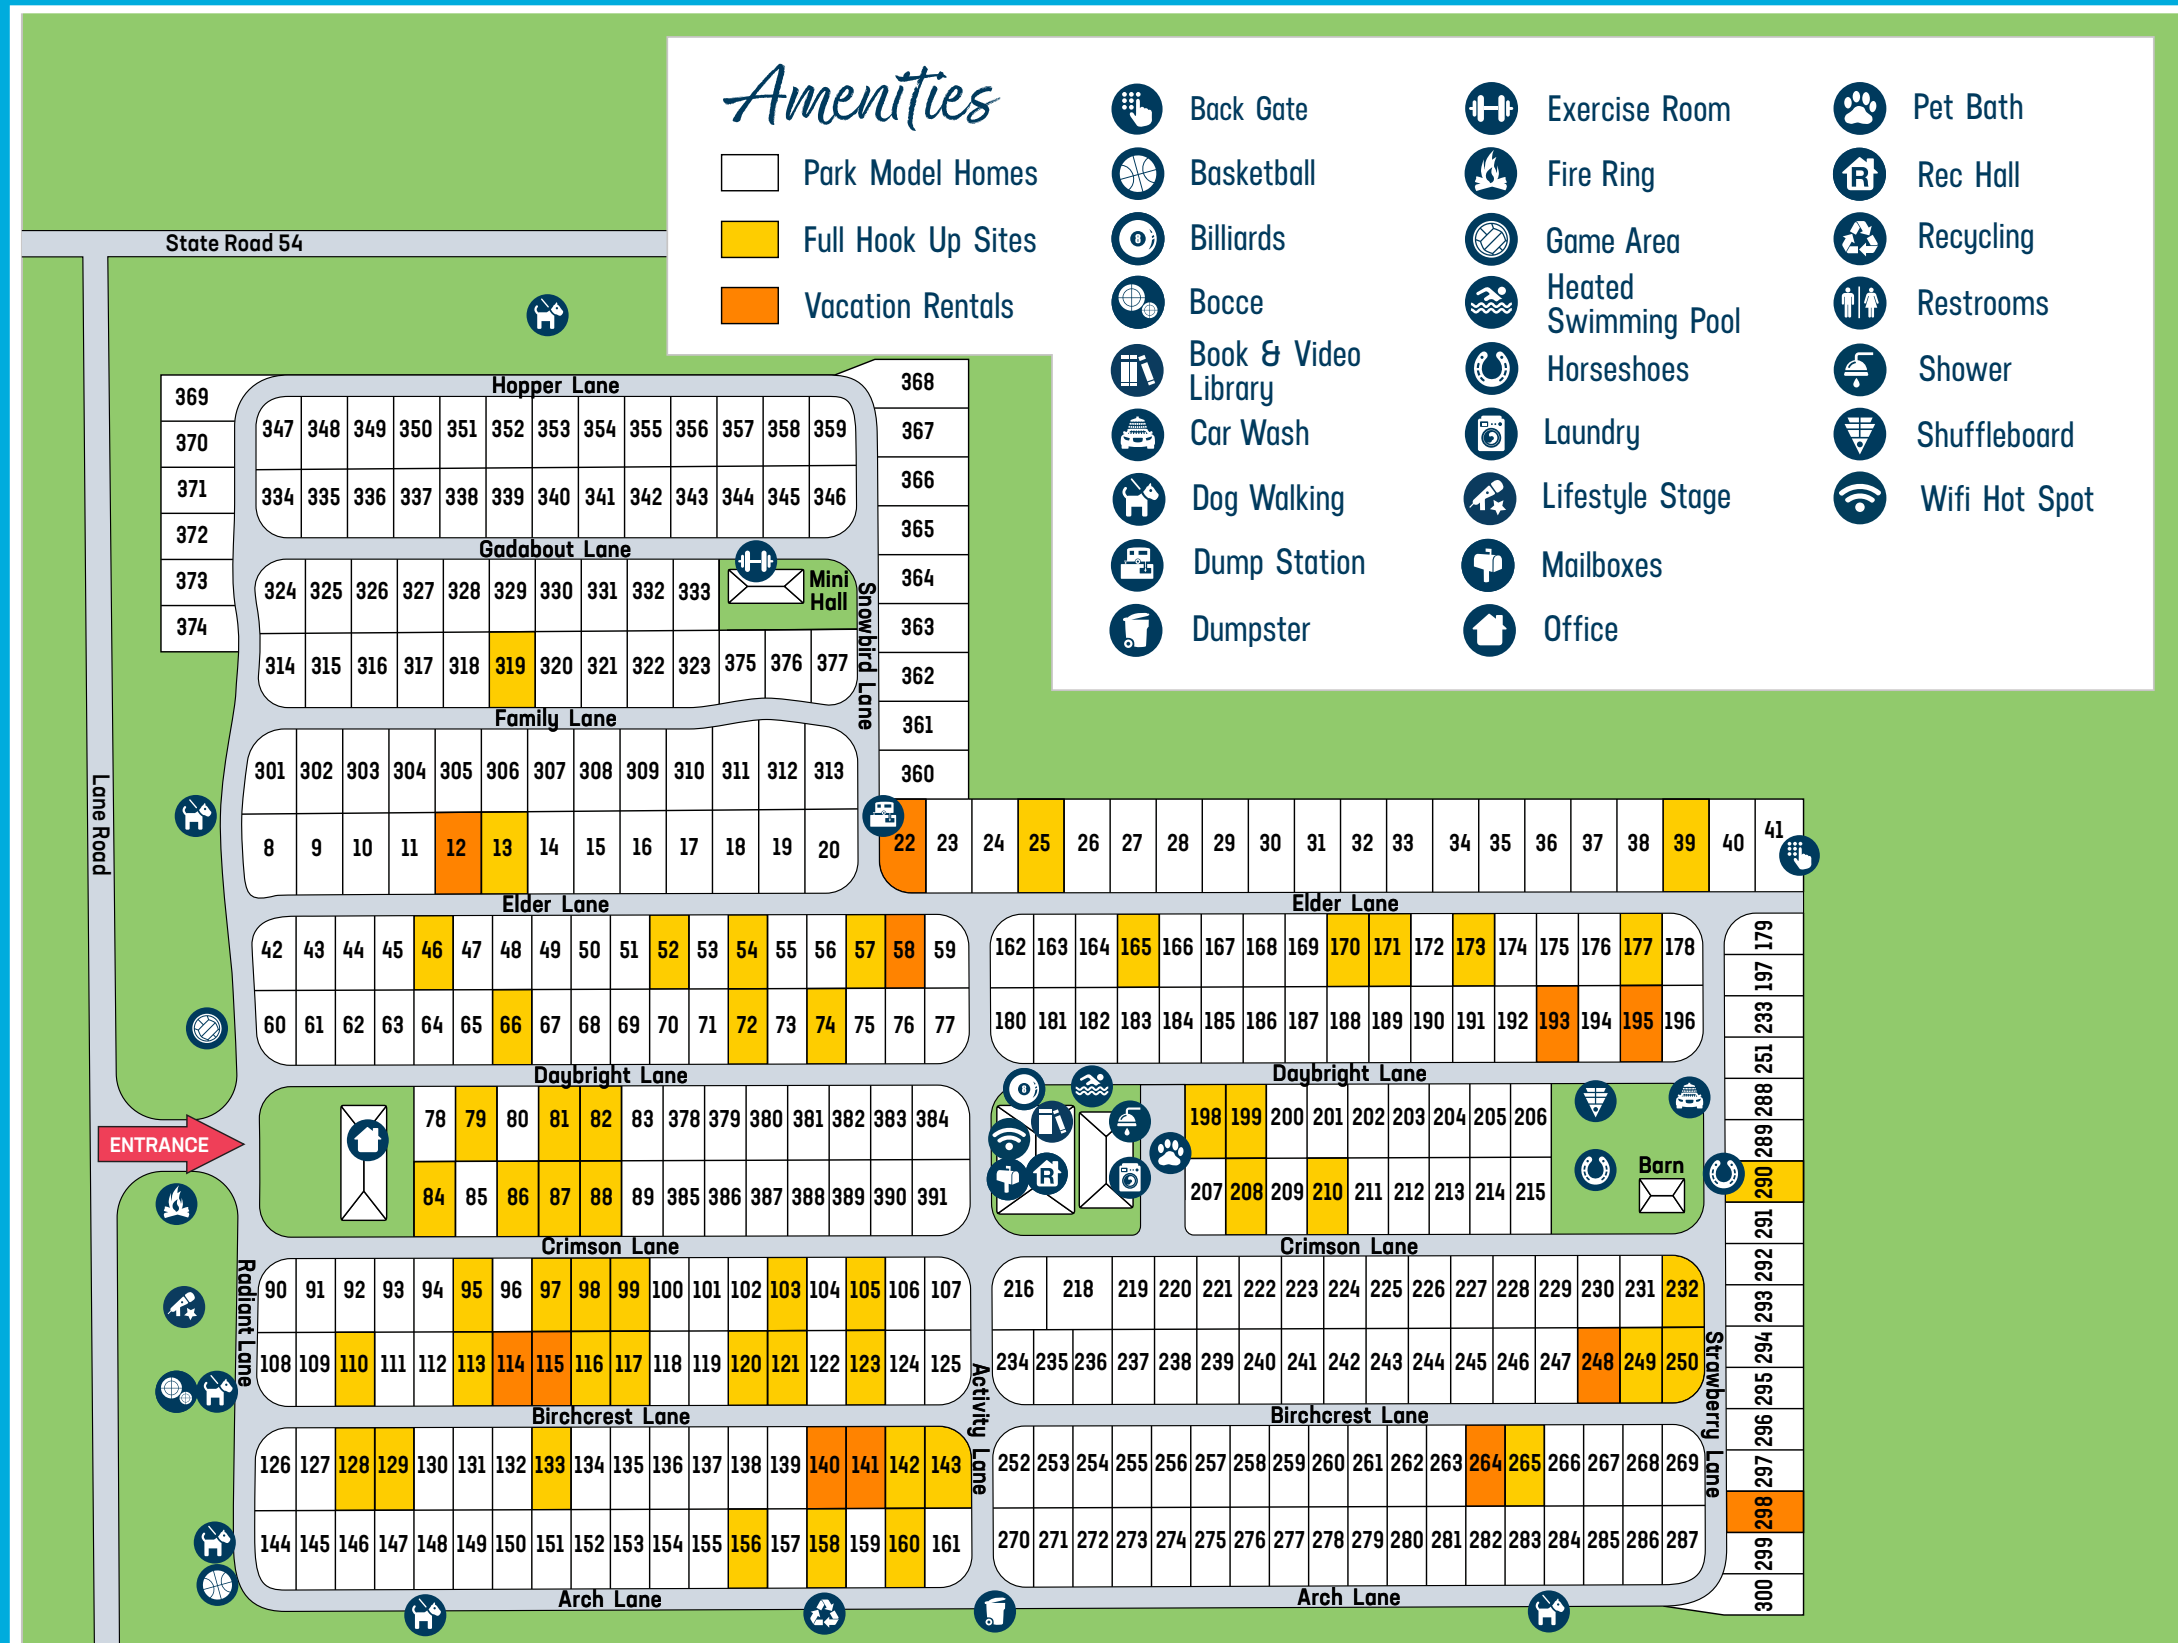 Amenities
Park Model Homes
Full Hook Up Sites
Vacation Rentals
Back Gate
Basketball
Billiards
Bocce
Book & Video
Library
Car Wash
Dog Walking
Dump Station
Dumpster
Exercise Room
Fire Ring
Game Area
Heated
Swimming Pool
Horseshoes
Laundry
Lifestyle Stage
Mailboxes
Office
Pet Bath
Rec Hall
Recycling
Restrooms
Shower
Shuffleboard
Wifi Hot Spot
State Road 54
Lane Road
369
370
371
372
373
374
Hopper Lane
347 348 349 350 351 352 353 354 355 356 357 358 359
334 335 336 337 338 339 340 341 342 343 344 345 346
Gadabout Lane
324 325 326 327 328 329 330 331 332 333
Mini
Hall
314 315 316 317 318 319 320 321 322 323 375 376 377
Snowbird Lane
368
367
366
365
364
363
362
361
360
Family Lane
301 302 303 304 305 306 307 308 309 310 311 312 313
8 9 10 11 12 13 14 15 16 17 18 19 20
22 23 24 25 26 27 28 29 30 31 32 33 34 35 36 37 38 39 40 41
Elder Lane
Elder Lane
42 43 44 45 46 47 48 49 50 51 52 53 54 55 56 57 58 59
60 61 62 63 64 65 66 67 68 69 70 71 72 73 74 75 76 77
162 163 164 165 166 167 168 169 170 171 172 173 174 175 176 177 178
180 181 182 183 184 185 186 187 188 189 190 191 192 193 194 195 196
Daybright Lane
Daybright Lane
ENTRANCE
78 79 80 81 82 83 378 379 380 381 382 383 384
84 85 86 87 88 89 385 386 387 388 389 390 391
8
R
198 199 200 201 202 203 204 205 206
207 208 209 210 211 212 213 214 215
Barn
Crimson Lane
Crimson Lane
Radiant Lane
90 91 92 93 94 95 96 97 98 99 100 101 102 103 104 105 106 107
108 109 110 111 112 113 114 115 116 117 118 119 120 121 122 123 124 125
216 218 219 220 221 222 223 224 225 226 227 228 229 230 231 232
234 235 236 237 238 239 240 241 242 243 244 245 246 247 248 249 250
Activity Lane
Strawberry Lane
Birchcrest Lane
Birchcrest Lane
126 127 128 129 130 131 132 133 134 135 136 137 138 139 140 141 142 143
144 145 146 147 148 149 150 151 152 153 154 155 156 157 158 159 160 161
252 253 254 255 256 257 258 259 260 261 262 263 264 265 266 267 268 269
270 271 272 273 274 275 276 277 278 279 280 281 282 283 284 285 286 287
Arch Lane
Arch Lane
179
197
233
251
288
289
290
291
292
293
294
295
296
297
298
299
300